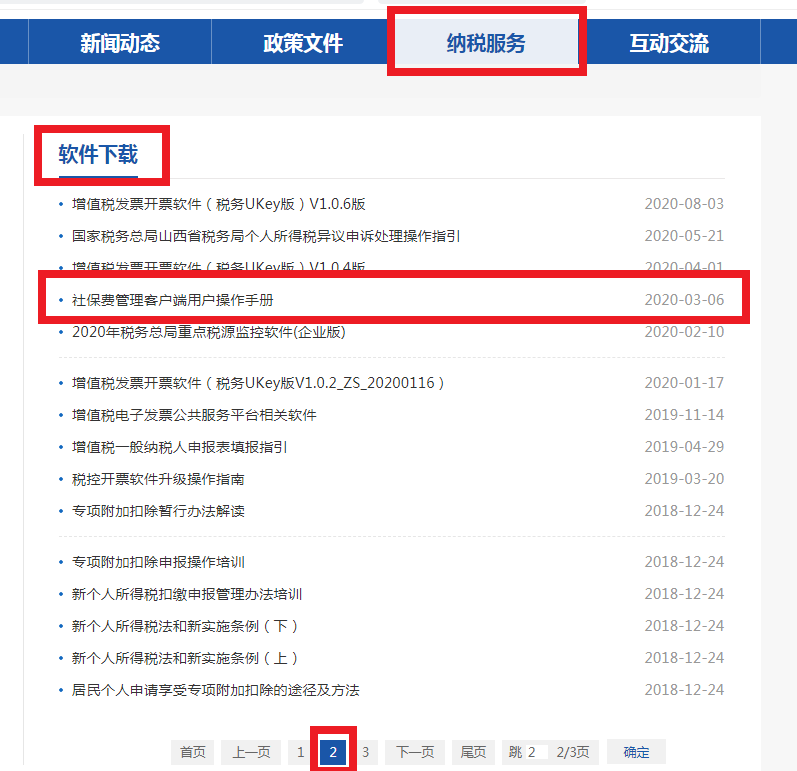 新闻动态 政策文件 纳税服务 互动交流
软件下载
• 增值税发票开票软件（税务UKey版）V1.0.6版 2020-08-03
• 国家税务总局山西省税务局个人所得税异议申诉处理操作指引 2020-05-21
• 增值税发票开票软件（税务UKey版）V1.0.4版 2020-04-01
• 社保费管理客户端用户操作手册 2020-03-06
• 2020年税务总局重点税源监控软件(企业版) 2020-02-10
• 增值税发票开票软件（税务UKey版V1.0.2_ZS_20200116） 2020-01-17
• 增值税电子发票公共服务平台相关软件 2019-11-14
• 增值税一般纳税人申报表填报指引 2019-04-29
• 税控开票软件升级操作指南 2019-03-20
• 专项附加扣除暂行办法解读 2018-12-24
• 专项附加扣除申报操作培训 2018-12-24
• 新个人所得税扣缴申报管理办法培训 2018-12-24
• 新个人所得税法和新实施条例（下） 2018-12-24
• 新个人所得税法和新实施条例（上） 2018-12-24
• 居民个人申请享受专项附加扣除的途径及方法 2018-12-24
首页 上一页 1 2 3 下一页 尾页 跳 2 2/3页 确定